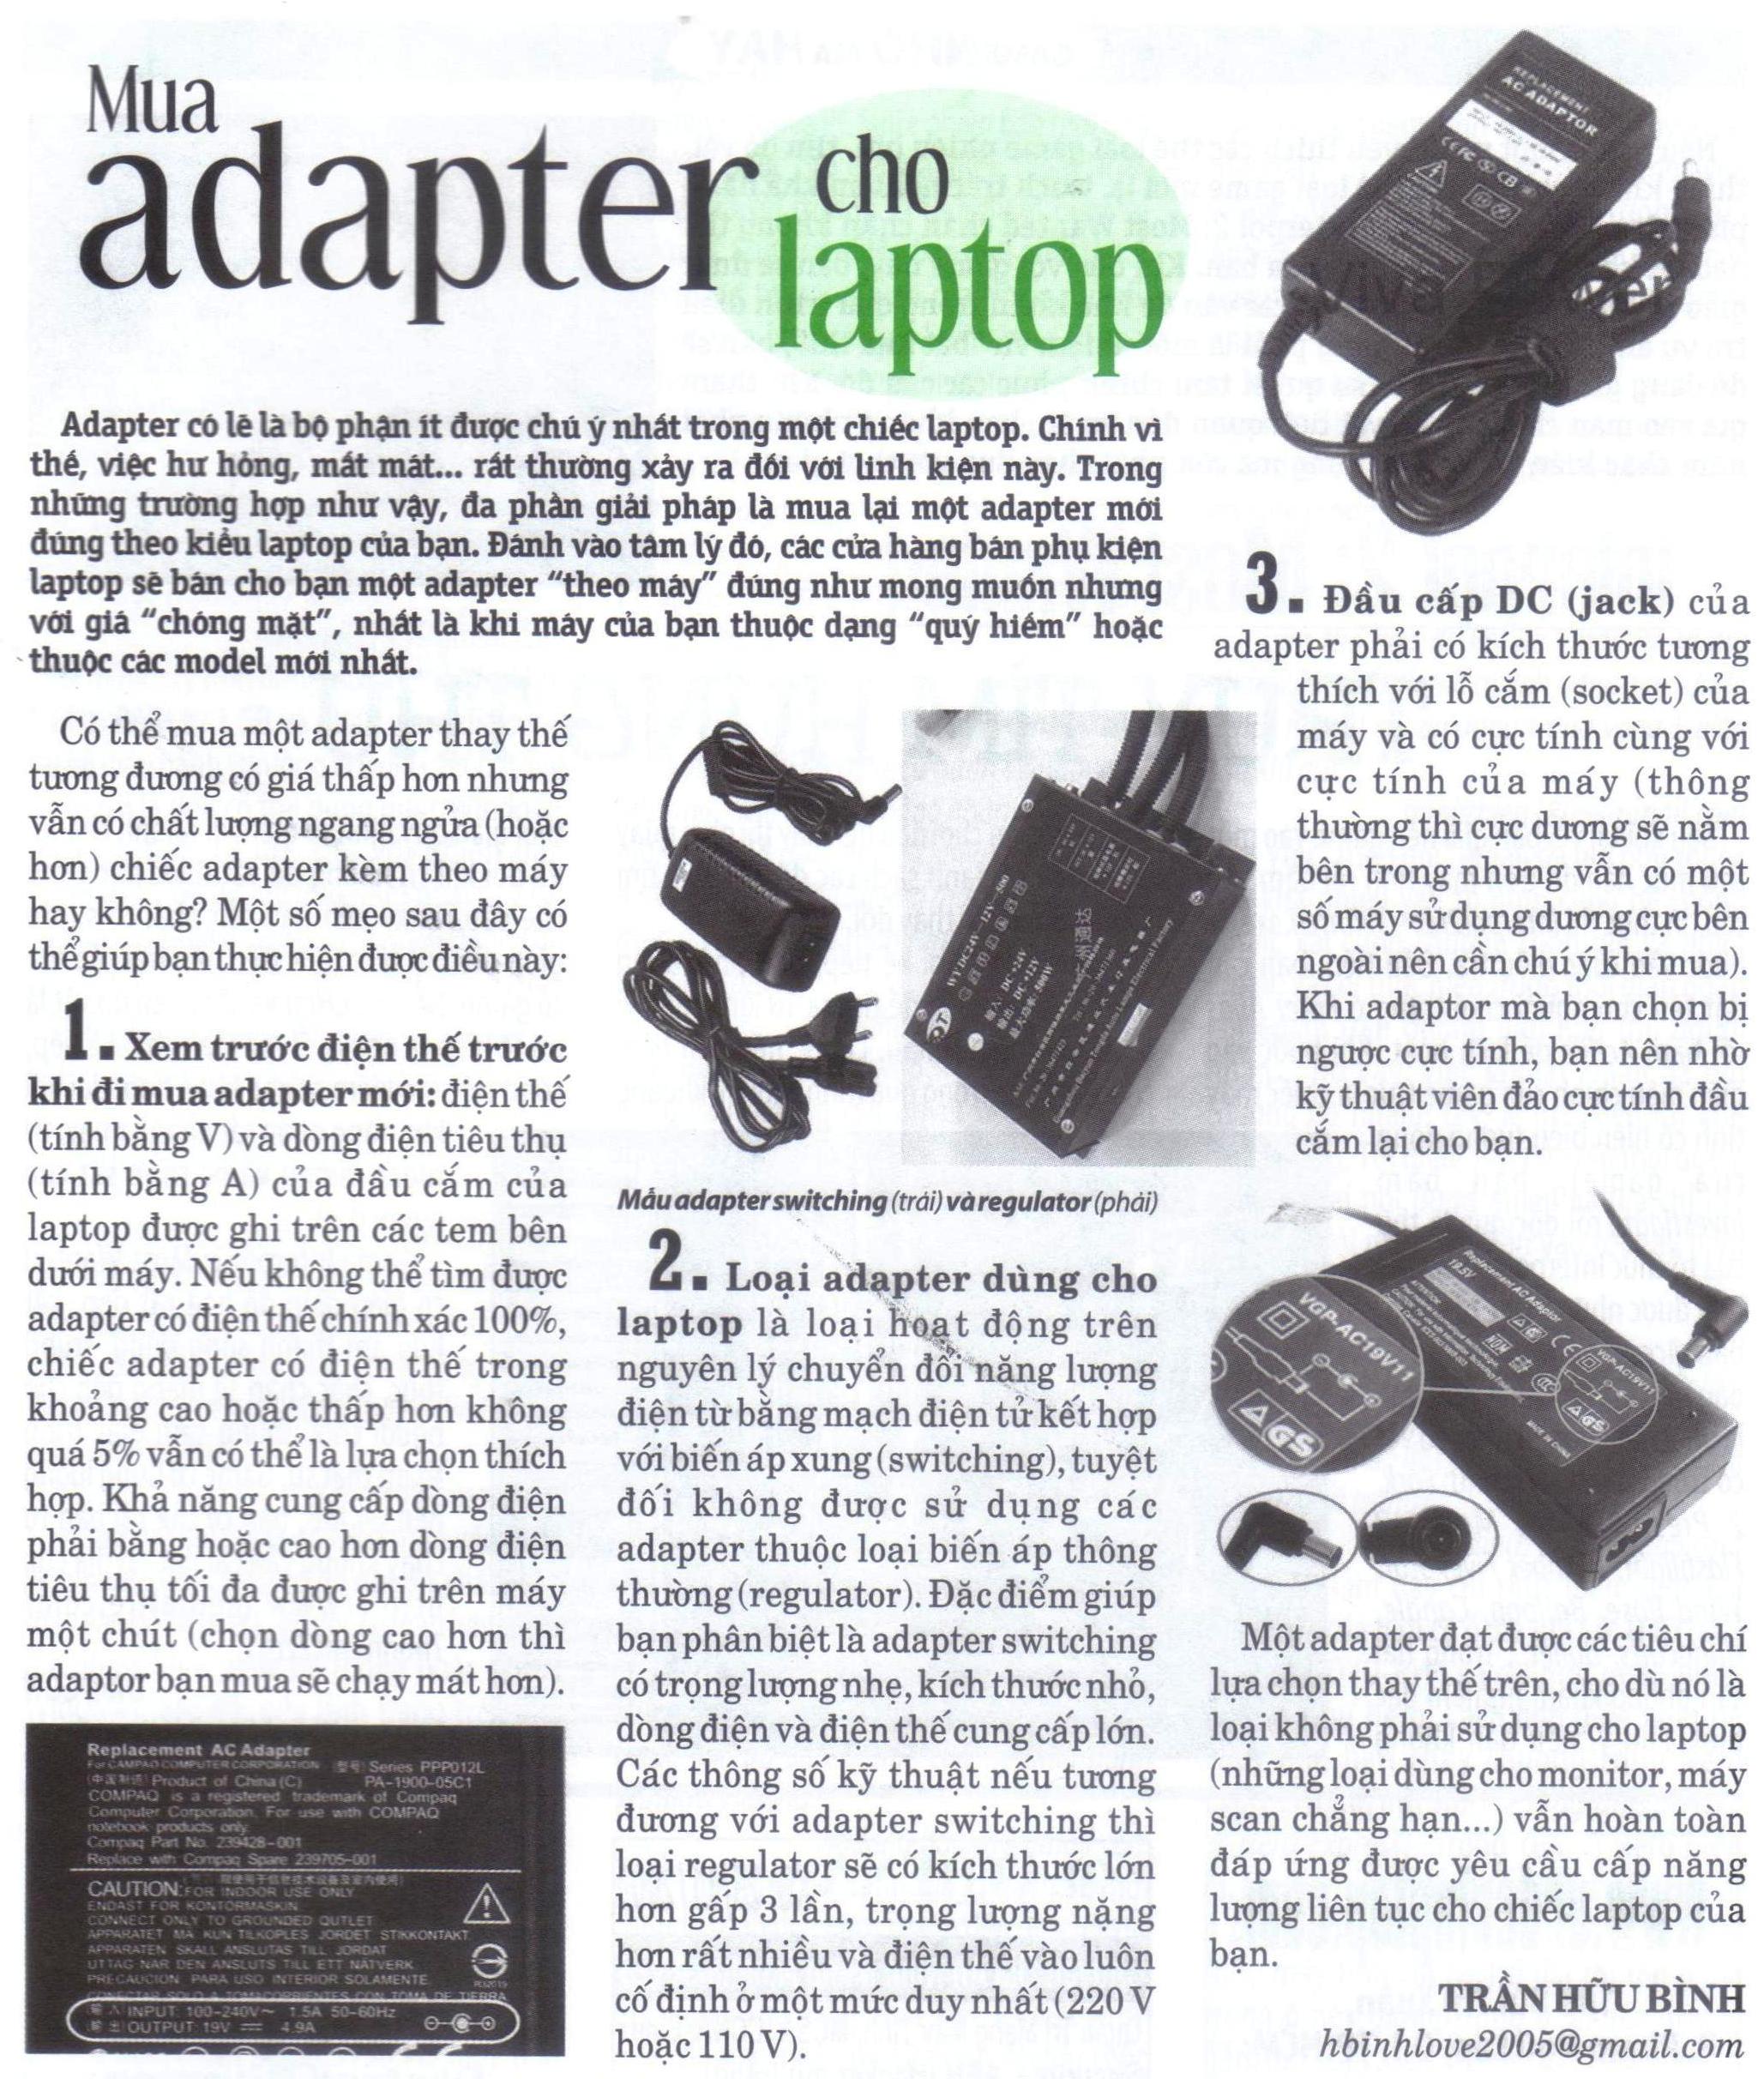 Mua
adapter cho
laptop
Adapter có lẽ là bộ phận ít được chú ý nhất trong một chiếc laptop. Chính vì
thế, việc hư hỏng, mất mát... rất thường xảy ra đối với linh kiện này. Trong
những trường hợp như vậy, đa phần giải pháp là mua lại một adapter mới
đúng theo kiểu laptop của bạn. Đánh vào tâm lý đó, các cửa hàng bán phụ kiện
laptop sẽ bán cho bạn một adapter “theo máy” đúng như mong muốn nhưng
với giá “chóng mặt”, nhất là khi máy của bạn thuộc dạng “quý hiếm” hoặc
thuộc các model mới nhất.
Có thể mua một adapter thay thế
tương đương có giá thấp hơn nhưng
vẫn có chất lượng ngang ngửa (hoặc
hơn) chiếc adapter kèm theo máy
hay không? Một số mẹo sau đây có
thể giúp bạn thực hiện được điều này:
1. Xem trước điện thế trước
khi đi mua adapter mới: điện thế
(tính bằng V) và dòng điện tiêu thụ
(tính bằng A) của đầu cắm của
laptop được ghi trên các tem bên
dưới máy. Nếu không thể tìm được
adapter có điện thế chính xác 100%,
chiếc adapter có điện thế trong
khoảng cao hoặc thấp hơn không
quá 5% vẫn có thể là lựa chọn thích
hợp. Khả năng cung cấp dòng điện
phải bằng hoặc cao hơn dòng điện
tiêu thụ tối đa được ghi trên máy
một chút (chọn dòng cao hơn thì
adaptor bạn mua sẽ chạy mát hơn).
Replacement AC Adapter
For CAMPAQ COMPUTER CORPORATION (型号) Series PPP012L
(中国制造) Product of China (C) PA-1900-05C1
COMPAQ is a registered trademark of Compaq
Computer Corporation. For use with COMPAQ
notebook products only.
Compaq Part No. 239428-001
Replace with Compaq Spare 239705-001
CAUTION: FOR INDOOR USE ONLY
ENDAST FOR KONTORMASKIN
CONNECT ONLY TO GROUNDED OUTLET
APPARATET MA KUN TILKOPLES JORDET STIKKONTAKT
APPARATEN SKALL ANSLUTAS TILL JORDAT
UTTAG NAR DEN ANSLUTS TILL ETT NATVERK
PRECAUCION PARA USO INTERIOR SOLAMENTE
CONECTAR SOLO A TOMACORRIENTES CON TOMA DE TIERRA
INPUT: 100-240V~ 1.5A 50-60Hz
OUTPUT: 19V 4.9A
Mẫu adapter switching (trái) và regulator (phải)
2. Loại adapter dùng cho
laptop là loại hoạt động trên
nguyên lý chuyển đổi năng lượng
điện từ bằng mạch điện tử kết hợp
với biến áp xung (switching), tuyệt
đối không được sử dụng các
adapter thuộc loại biến áp thông
thường (regulator). Đặc điểm giúp
bạn phân biệt là adapter switching
có trọng lượng nhẹ, kích thước nhỏ,
dòng điện và điện thế cung cấp lớn.
Các thông số kỹ thuật nếu tương
đương với adapter switching thì
loại regulator sẽ có kích thước lớn
hơn gấp 3 lần, trọng lượng nặng
hơn rất nhiều và điện thế vào luôn
cố định ở một mức duy nhất (220 V
hoặc 110 V).
REPLACEMENT
AC ADAPTOR
3. Đầu cấp DC (jack) của
adapter phải có kích thước tương
thích với lỗ cắm (socket) của
máy và có cực tính cùng với
cực tính của máy (thông
thường thì cực dương sẽ nằm
bên trong nhưng vẫn có một
số máy sử dụng dương cực bên
ngoài nên cần chú ý khi mua).
Khi adaptor mà bạn chọn bị
ngược cực tính, bạn nên nhờ
kỹ thuật viên đảo cực tính đầu
cắm lại cho bạn.
Replacement AC Adaptor
19.5V
VGP-AC19V11
GS
VGP-AC19V11
GS
MADE IN CHINA
Một adapter đạt được các tiêu chí
lựa chọn thay thế trên, cho dù nó là
loại không phải sử dụng cho laptop
(những loại dùng cho monitor, máy
scan chẳng hạn...) vẫn hoàn toàn
đáp ứng được yêu cầu cấp năng
lượng liên tục cho chiếc laptop của
bạn.
TRẦN HỮU BÌNH
hbinhlove2005@gmail.com